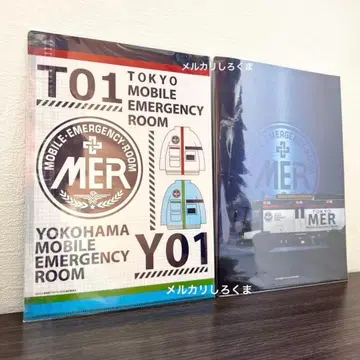 メルカリしろくま
T01
TOKYO
MOBILE
EMERGENCY
ROOM
MOBILE・EMERGENCY・ROOM
MER
YOKOHAMA
MOBILE
EMERGENCY
ROOM
Y01
TOKYO
MER
メルカリしろくま